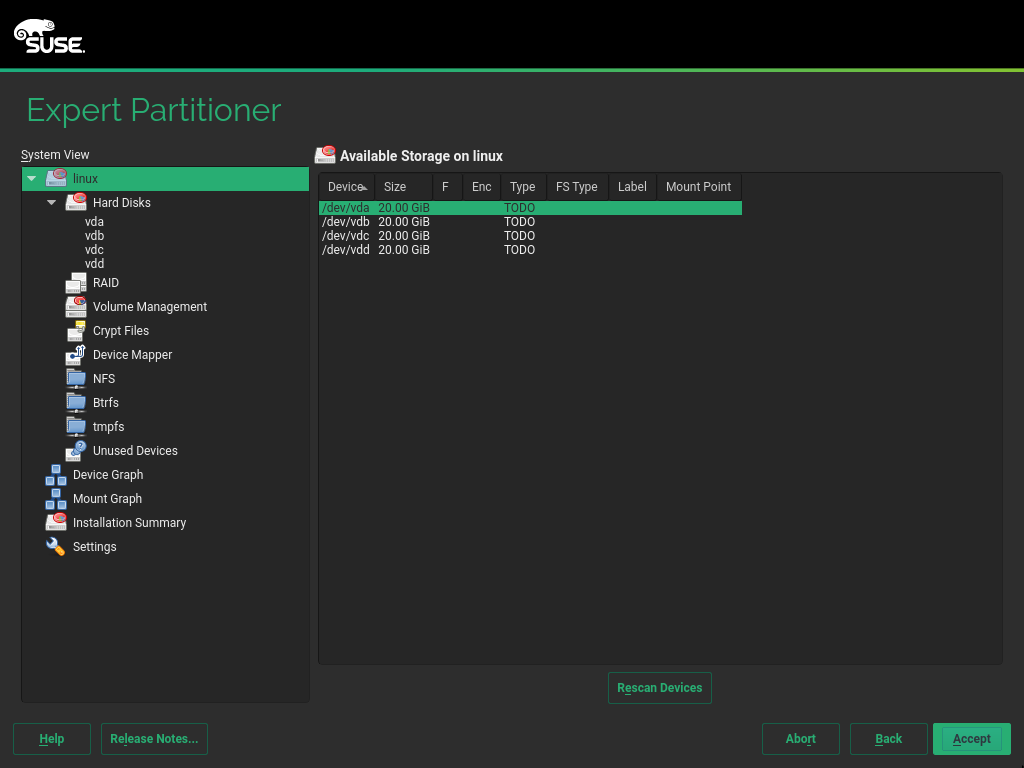 SUSE.
Expert Partitioner
System View
linux
Hard Disks
vda
vdb
vdc
vdd
RAID
Volume Management
Crypt Files
Device Mapper
NFS
Btrfs
tmpfs
Unused Devices
Device Graph
Mount Graph
Installation Summary
Settings
Available Storage on linux
Device Size F Enc Type FS Type Label Mount Point
/dev/vda 20.00 GiB TODO
/dev/vdb 20.00 GiB TODO
/dev/vdc 20.00 GiB TODO
/dev/vdd 20.00 GiB TODO
Rescan Devices
Help Release Notes... Abort Back Accept